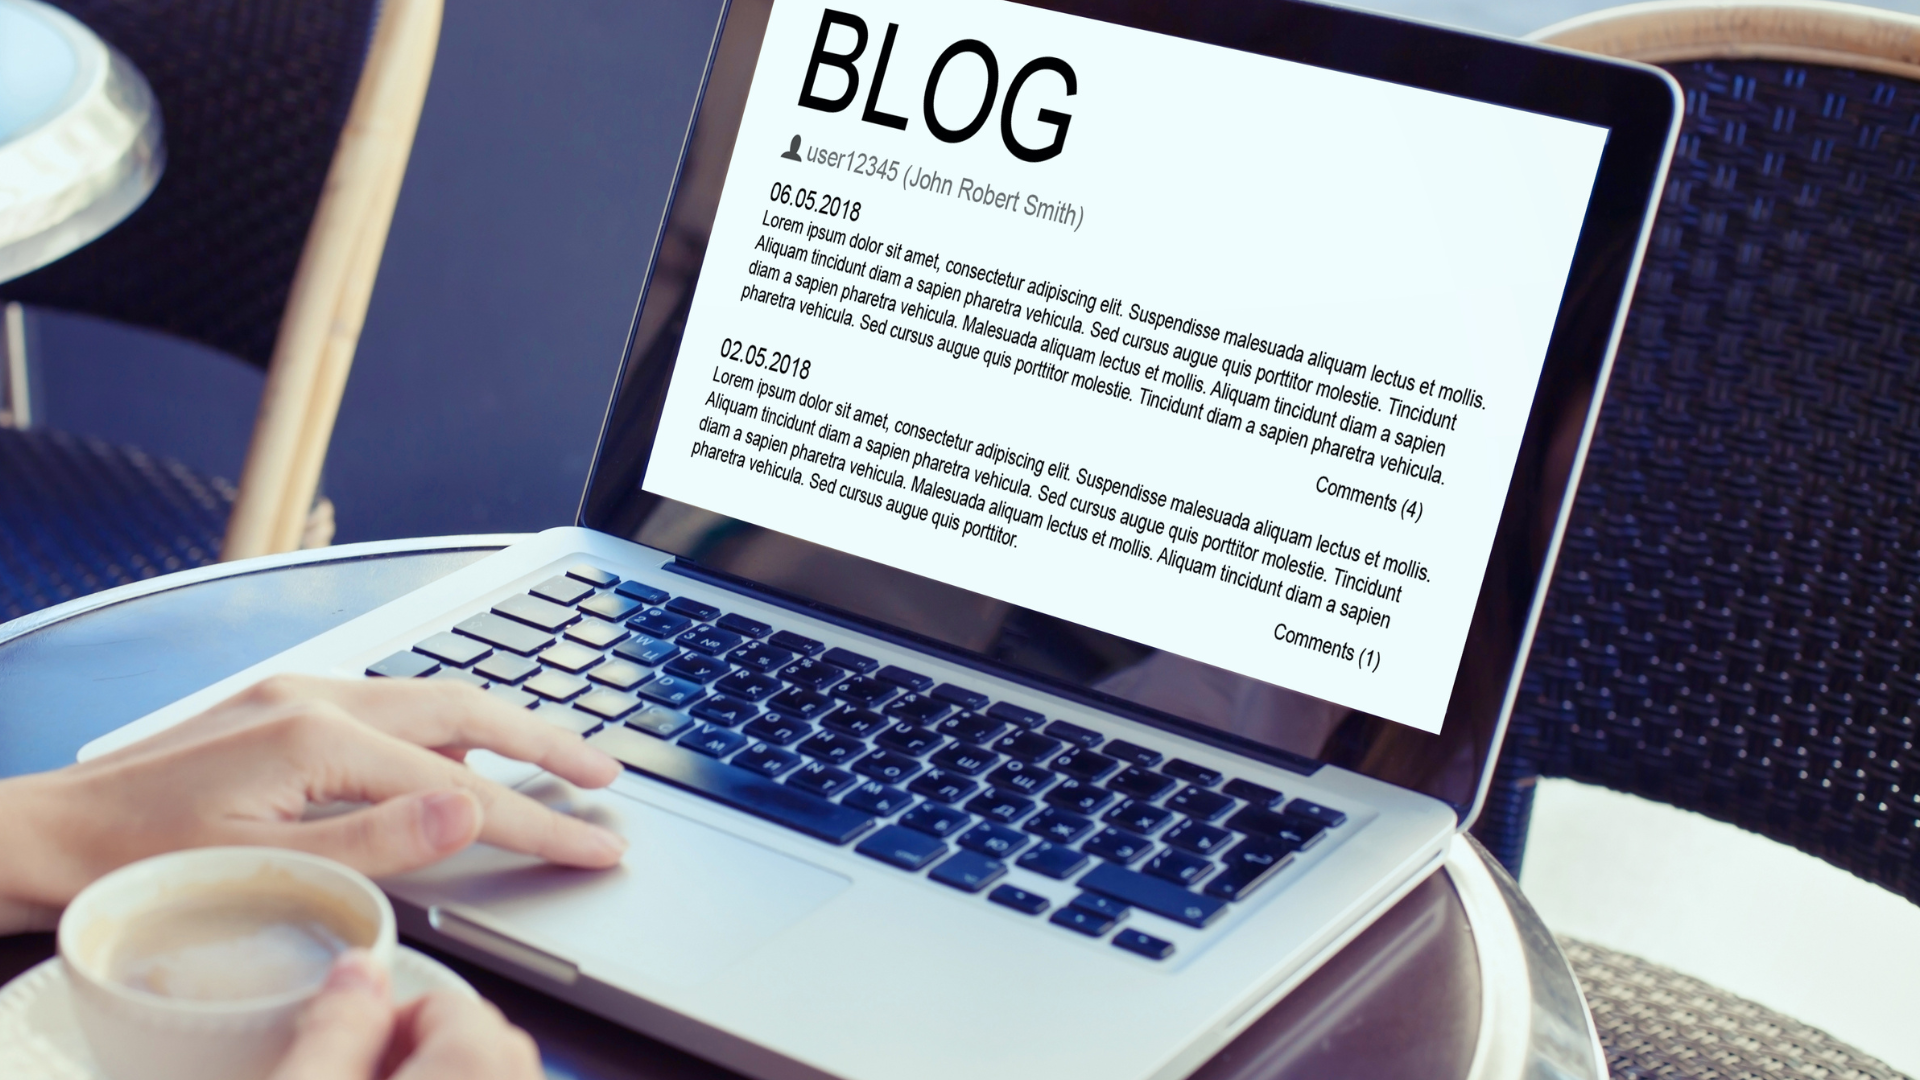 BLOG
user12345 (John Robert Smith)
06.05.2018
Lorem ipsum dolor sit amet, consectetur adipiscing elit. Suspendisse malesuada aliquam lectus et mollis.
Aliquam tincidunt diam a sapien pharetra vehicula. Sed cursus augue quis porttitor molestie. Tincidunt
diam a sapien pharetra vehicula. Malesuada aliquam lectus et mollis. Aliquam tincidunt diam a sapien
pharetra vehicula. Sed cursus augue quis porttitor molestie. Tincidunt diam a sapien pharetra vehicula.
Comments (4)
02.05.2018
Lorem ipsum dolor sit amet, consectetur adipiscing elit. Suspendisse malesuada aliquam lectus et mollis.
Aliquam tincidunt diam a sapien pharetra vehicula. Sed cursus augue quis porttitor molestie. Tincidunt
diam a sapien pharetra vehicula. Malesuada aliquam lectus et mollis. Aliquam tincidunt diam a sapien
pharetra vehicula. Sed cursus augue quis porttitor.
Comments (1)